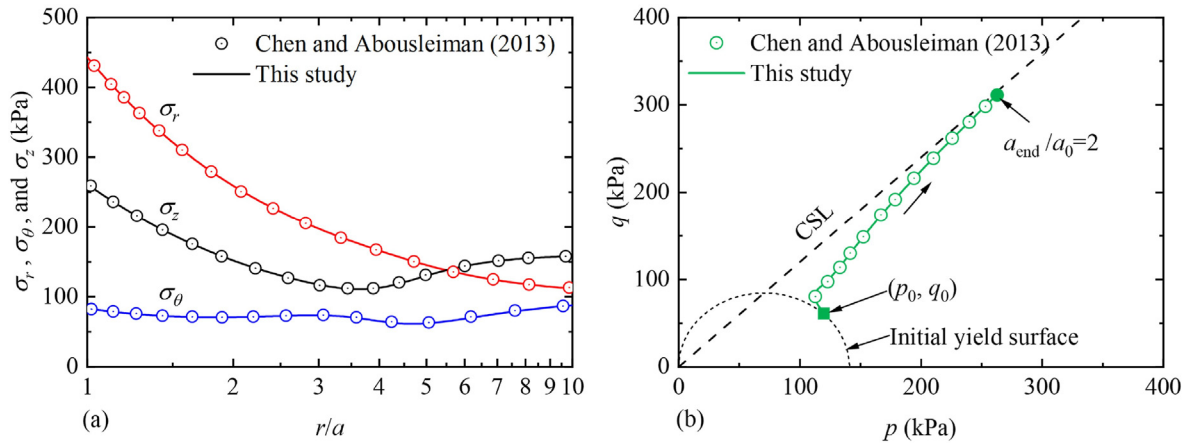 500
400
300
200
100
0
σr, σθ, and σz (kPa)
Chen and Abousleiman (2013)
This study
σr
σz
σθ
1 2 3 4 5 6 7 8 9 10
(a)
r/a
400
300
200
100
0
q (kPa)
Chen and Abousleiman (2013)
This study
aend /a0=2
CSL
(p0, q0)
Initial yield surface
0 100 200 300 400
(b)
p (kPa)